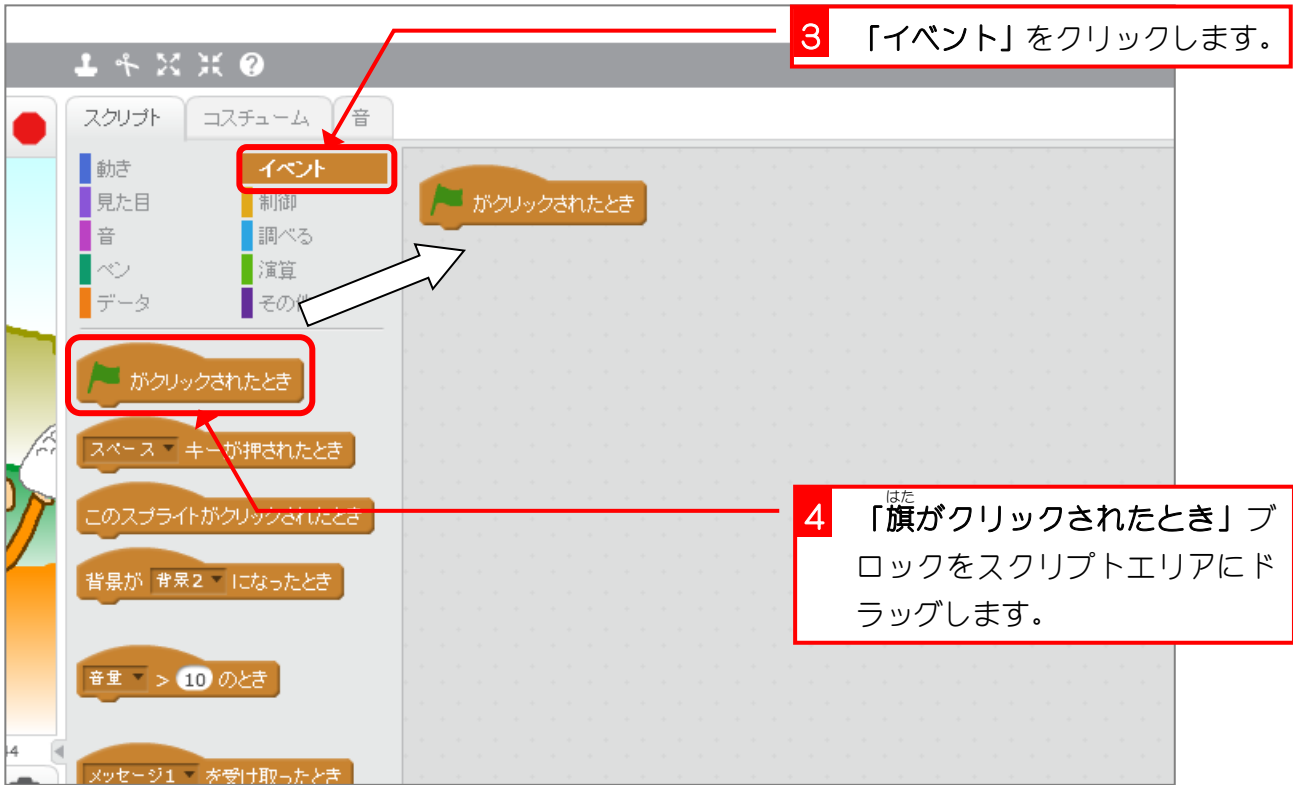 3 「イベント」をクリックします。
スクリプト コスチューム 音
動き イベント
見た目 制御
音 調べる
ペン 演算
データ その他
がクリックされたとき
がクリックされたとき
スペース キーが押されたとき
このスプライトがクリックされたとき
背景が 背景2 になったとき
音量 > 10 のとき
メッセージ1 を受け取ったとき
はた
4 「旗がクリックされたとき」ブ
ロックをスクリプトエリアにド
ラッグします。